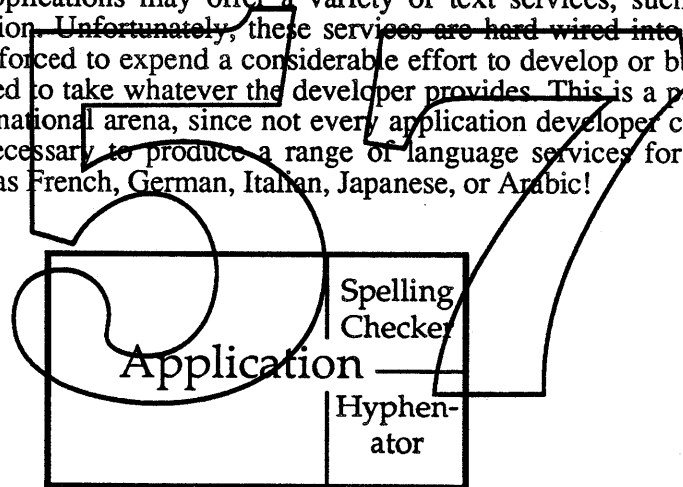 plications may offer a variety of text services, such
ion. Unfortunately, these services are hard wired into
forced to expend a considerable effort to develop or b
ed to take whatever the developer provides. This is a p
national arena, since not every application developer c
ecessary to produce a range of language services for
as French, German, Italian, Japanese, or Arabic!
57
Spelling
Checker
Application
Hyphen-
ator